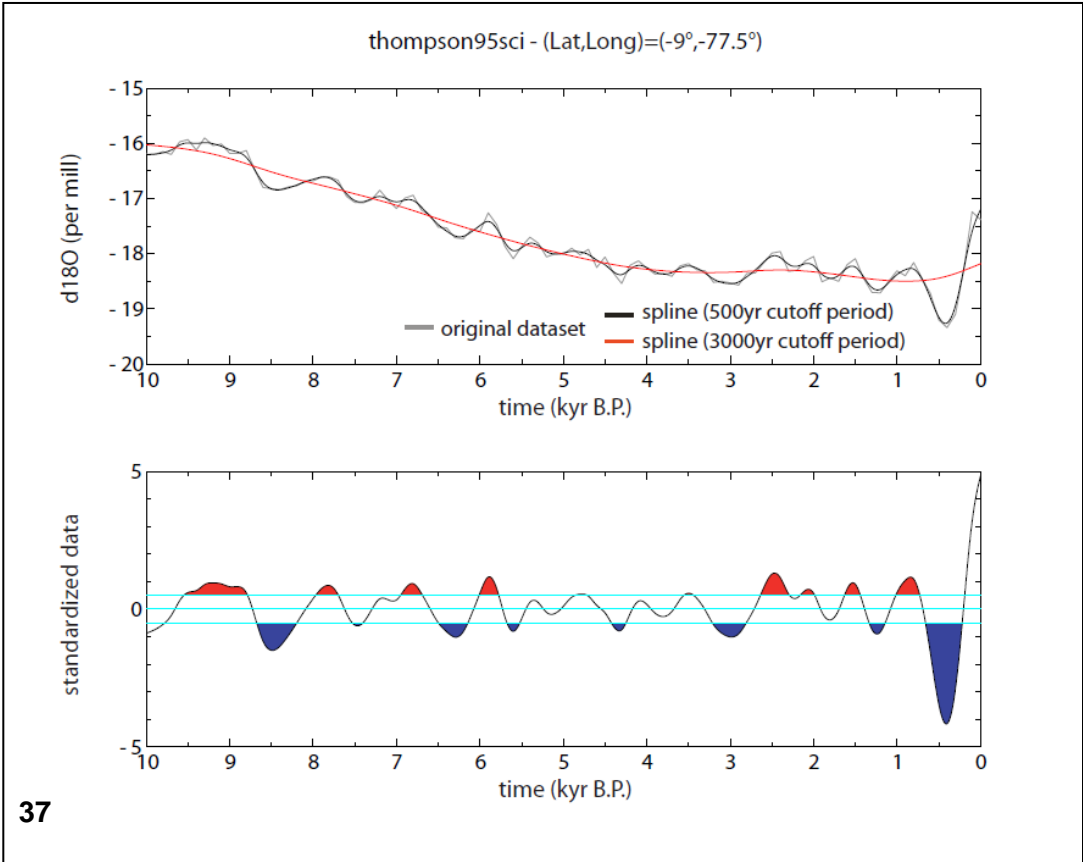 thompson95sci - (Lat,Long)=(-9°,-77.5°)
- 15
- 16
- 17
- 18
- 19
- 20
d18O (per mill)
original dataset
spline (500yr cutoff period)
spline (3000yr cutoff period)
10 9 8 7 6 5 4 3 2 1 0
time (kyr B.P.)
5
0
- 5
standardized data
10 9 8 7 6 5 4 3 2 1 0
time (kyr B.P.)
37